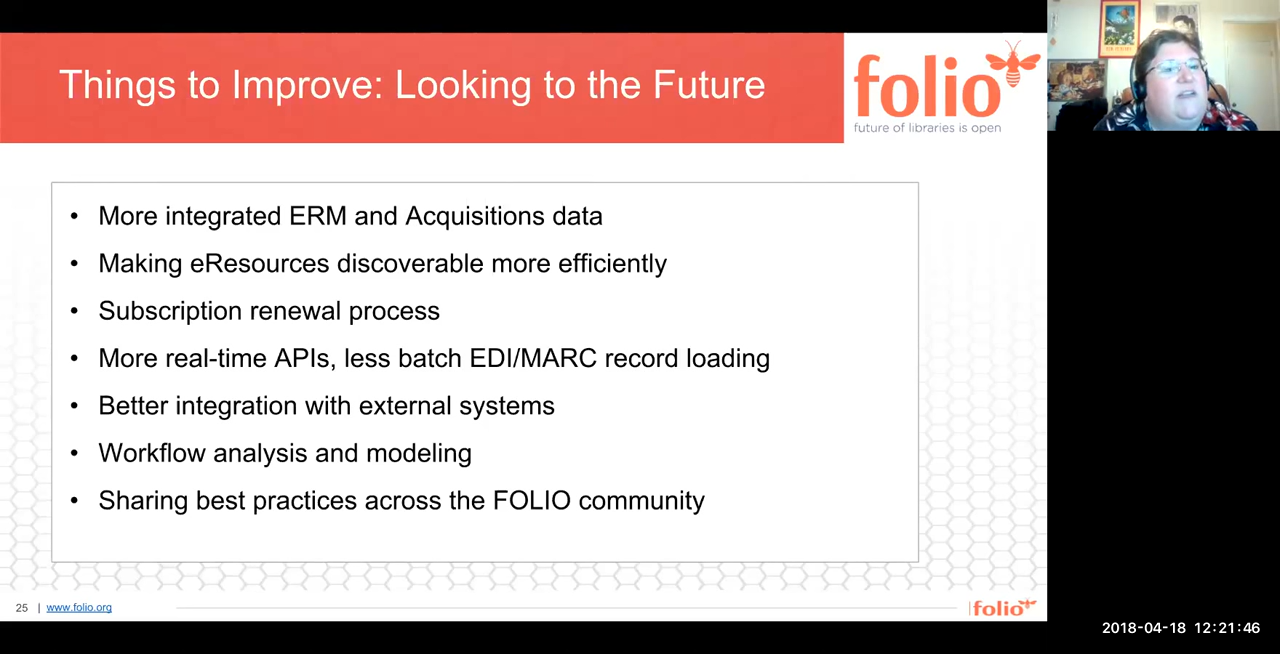 Things to Improve: Looking to the Future
folio
future of libraries is open
• More integrated ERM and Acquisitions data
• Making eResources discoverable more efficiently
• Subscription renewal process
• More real-time APIs, less batch EDI/MARC record loading
• Better integration with external systems
• Workflow analysis and modeling
• Sharing best practices across the FOLIO community
25 | www.folio.org
folio
2018-04-18 12:21:46